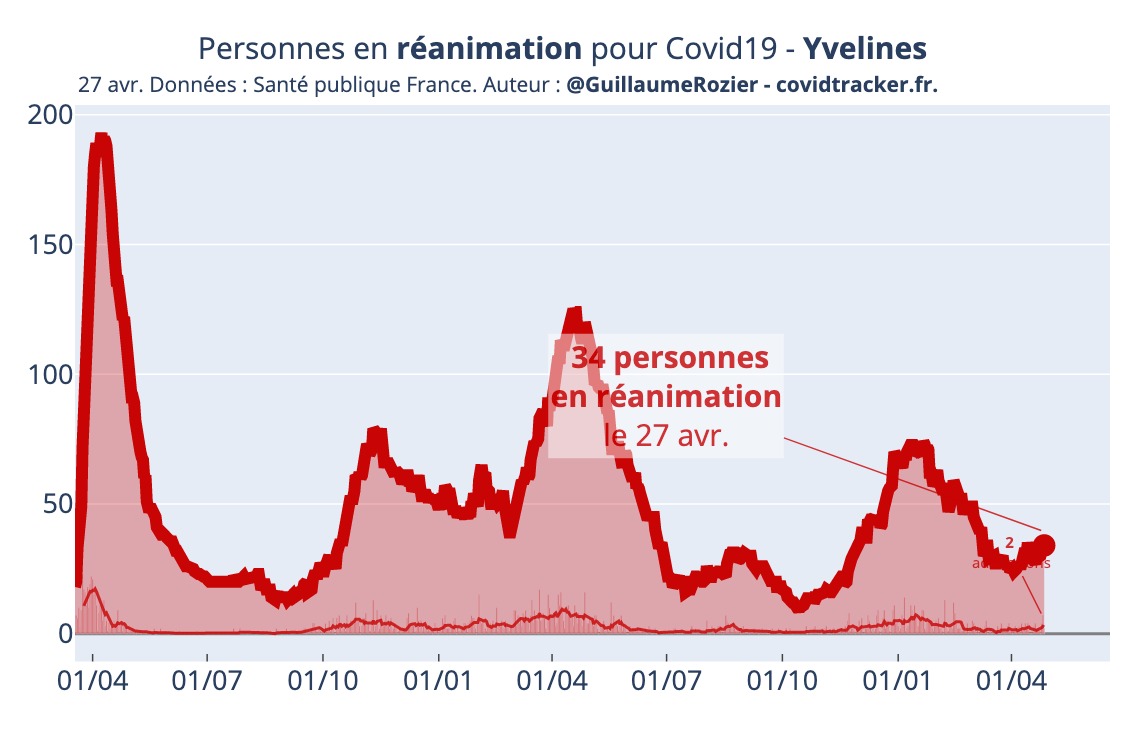 Personnes en réanimation pour Covid19 - Yvelines
27 avr. Données : Santé publique France. Auteur : @GuillaumeRozier - covidtracker.fr.
200
150
100
50
0
34 personnes
en réanimation
le 27 avr.
2
01/04 01/07 01/10 01/01 01/04 01/07 01/10 01/01 01/04